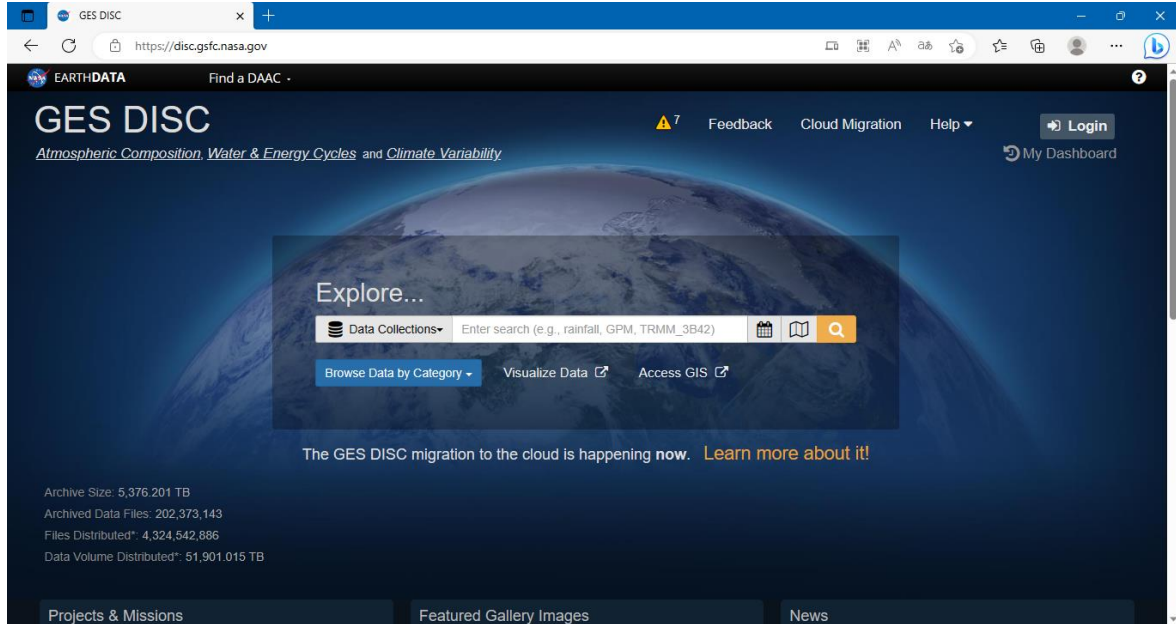 GES DISC
https://disc.gsfc.nasa.gov
EARTHDATA Find a DAAC
GES DISC
7 Feedback Cloud Migration Help Login
Atmospheric Composition, Water & Energy Cycles and Climate Variability
My Dashboard
Explore...
Data Collections Enter search (e.g., rainfall, GPM, TRMM_3B42)
Browse Data by Category Visualize Data Access GIS
The GES DISC migration to the cloud is happening now. Learn more about it!
Archive Size: 5,376.201 TB
Archived Data Files: 202,373,143
Files Distributed*: 4,324,542,886
Data Volume Distributed*: 51,901.015 TB
Projects & Missions Featured Gallery Images News